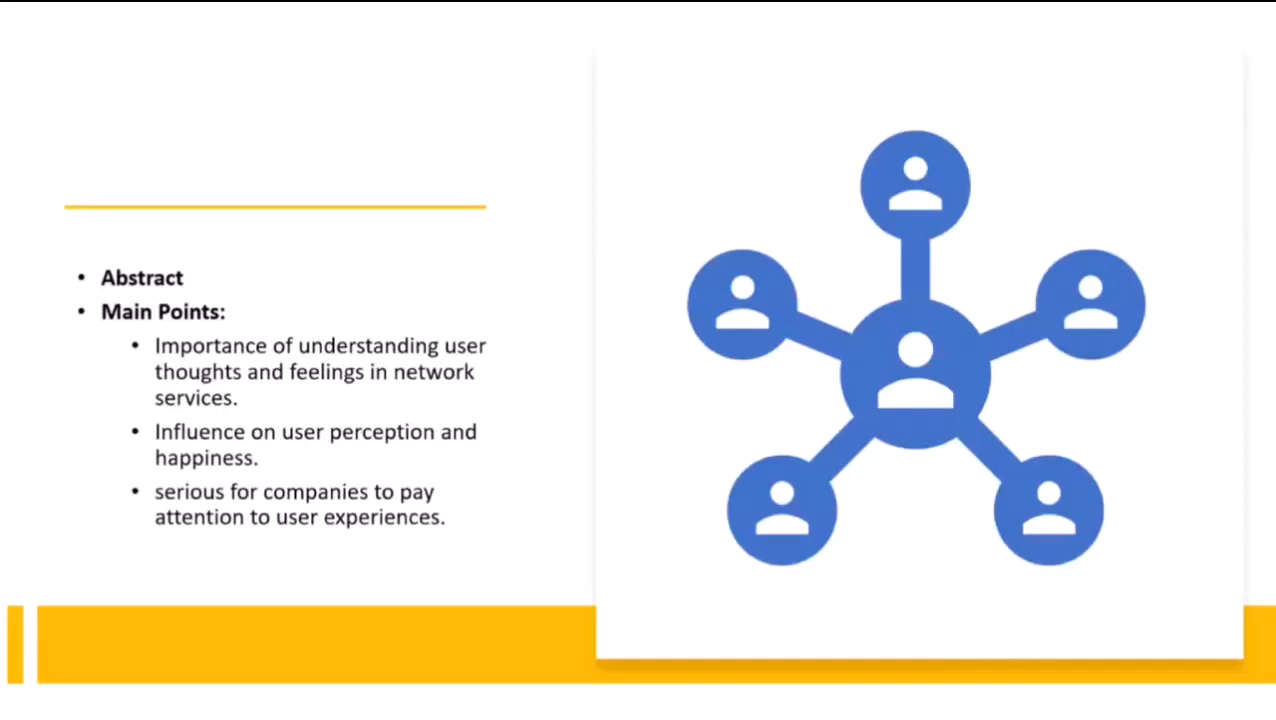 • Abstract
• Main Points:
• Importance of understanding user
thoughts and feelings in network
services.
• Influence on user perception and
happiness.
• serious for companies to pay
attention to user experiences.